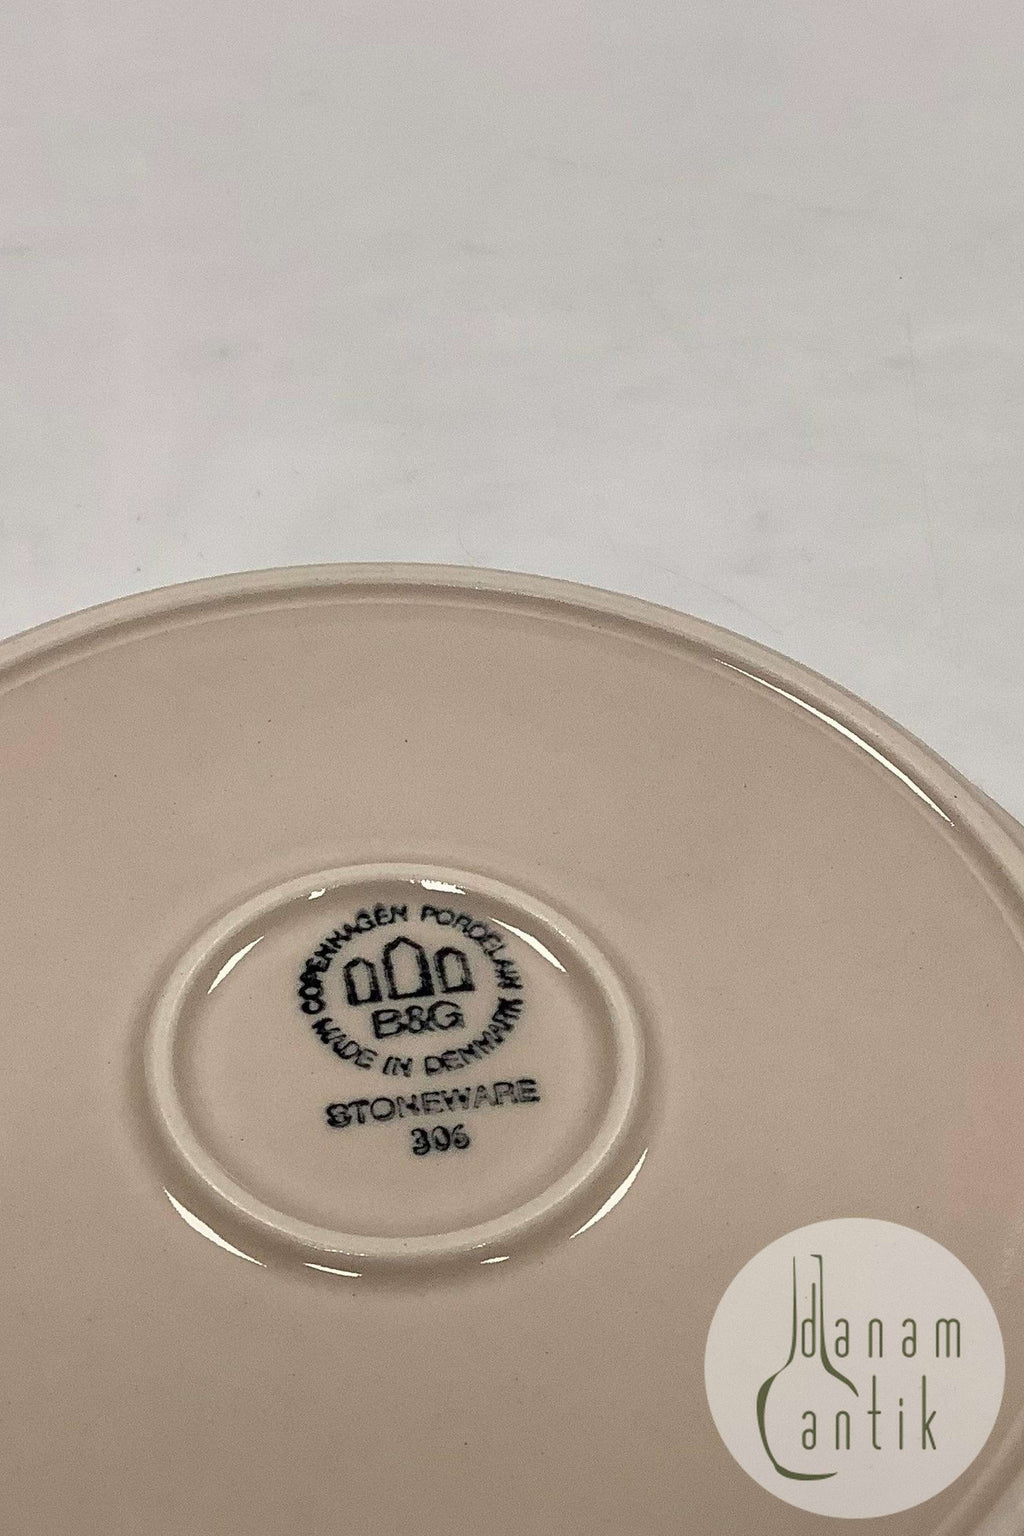 COPENHAGEN PORCELAIN
B&G
MADE IN DENMARK
STONEWARE
306
danam
antik